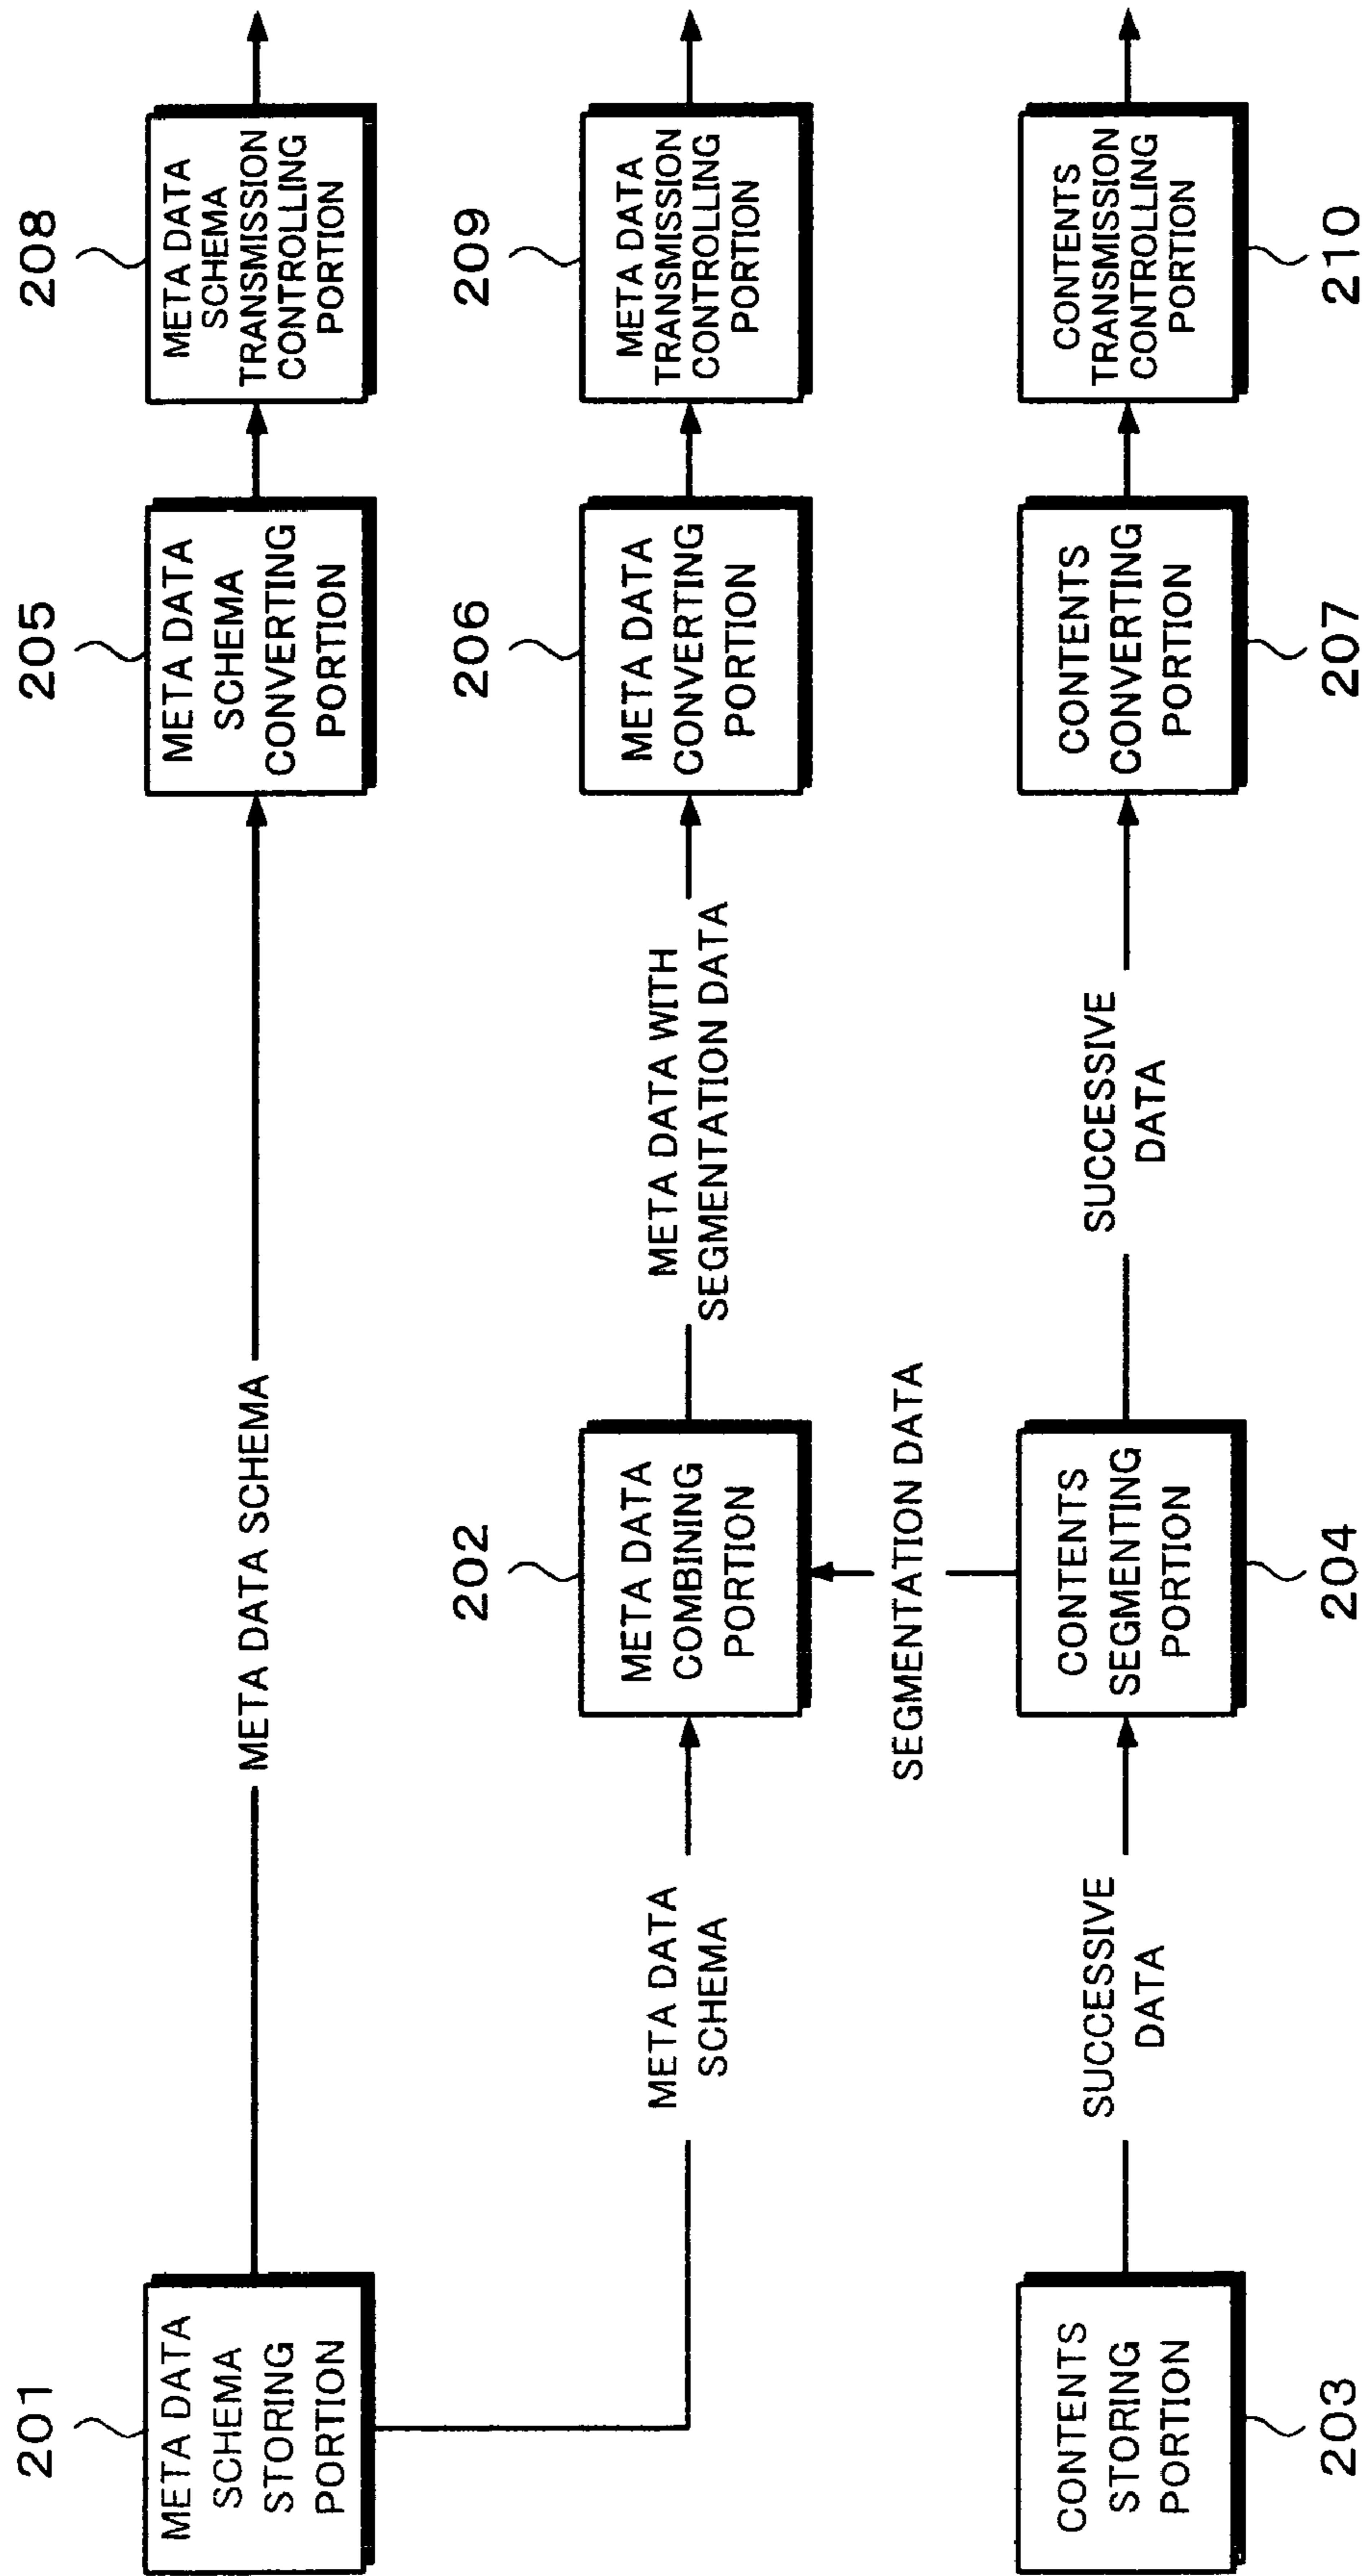 201
META DATA
SCHEMA
STORING
PORTION
META DATA SCHEMA
205
META DATA
SCHEMA
CONVERTING
PORTION
208
META DATA
SCHEMA
TRANSMISSION
CONTROLLING
PORTION
META DATA
SCHEMA
202
META DATA
COMBINING
PORTION
META DATA WITH
SEGMENTATION DATA
206
META DATA
CONVERTING
PORTION
209
META DATA
TRANSMISSION
CONTROLLING
PORTION
SEGMENTATION DATA
CONTENTS
STORING
PORTION
203
SUCCESSIVE
DATA
CONTENTS
SEGMENTING
PORTION
204
SUCCESSIVE
DATA
CONTENTS
CONVERTING
PORTION
207
CONTENTS
TRANSMISSION
CONTROLLING
PORTION
210